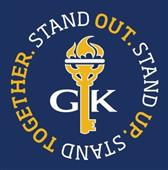 STAND OUT. STAND UP. STAND TOGETHER.
GK